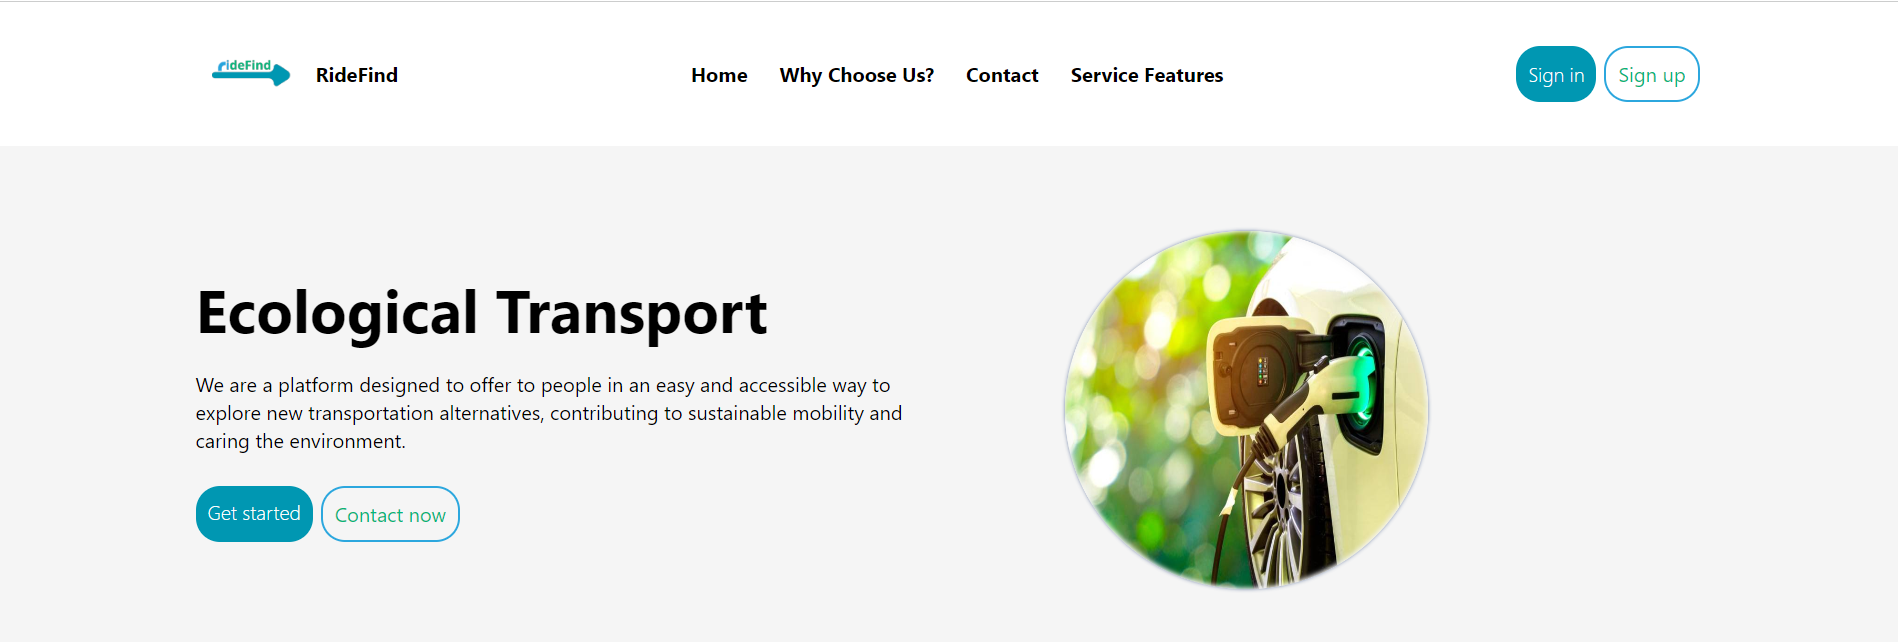 rideFind
RideFind
Home
Why Choose Us?
Contact
Service Features
Sign in
Sign up
Ecological Transport
We are a platform designed to offer to people in an easy and accessible way to
explore new transportation alternatives, contributing to sustainable mobility and
caring the environment.
Get started
Contact now